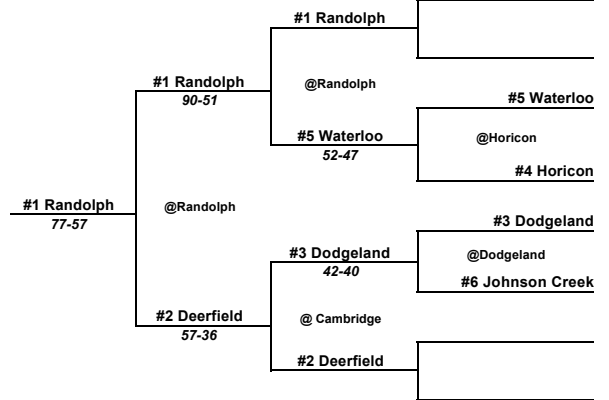 #1 Randolph
#1 Randolph
@Randolph
90-51
#5 Waterloo
#5 Waterloo
@Horicon
52-47
#4 Horicon
#1 Randolph
@Randolph
77-57
#3 Dodgeland
#3 Dodgeland
@Dodgeland
42-40
#6 Johnson Creek
#2 Deerfield
@ Cambridge
57-36
#2 Deerfield